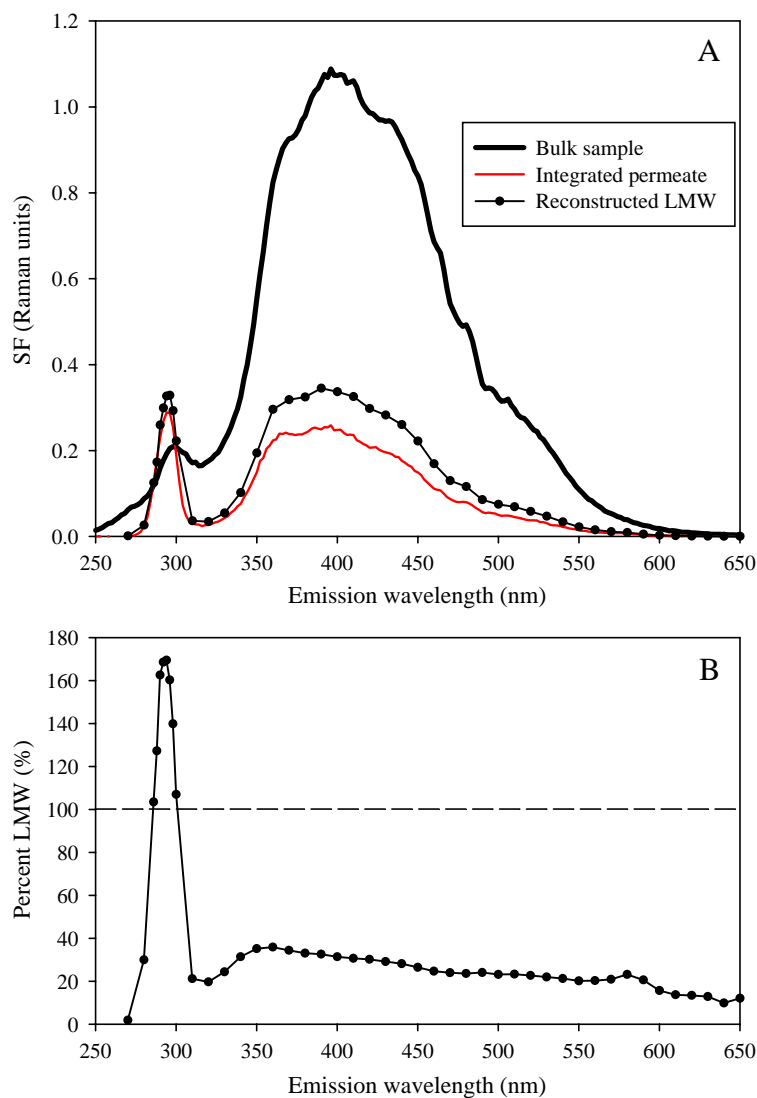 A
1.2
1.0
0.8
0.6
0.4
0.2
0.0
SF (Raman units)
Bulk sample
Integrated permeate
Reconstructed LMW
250 300 350 400 450 500 550 600 650
Emission wavelength (nm)
B
180
160
140
120
100
80
60
40
20
0
Percent LMW (%)
250 300 350 400 450 500 550 600 650
Emission wavelength (nm)